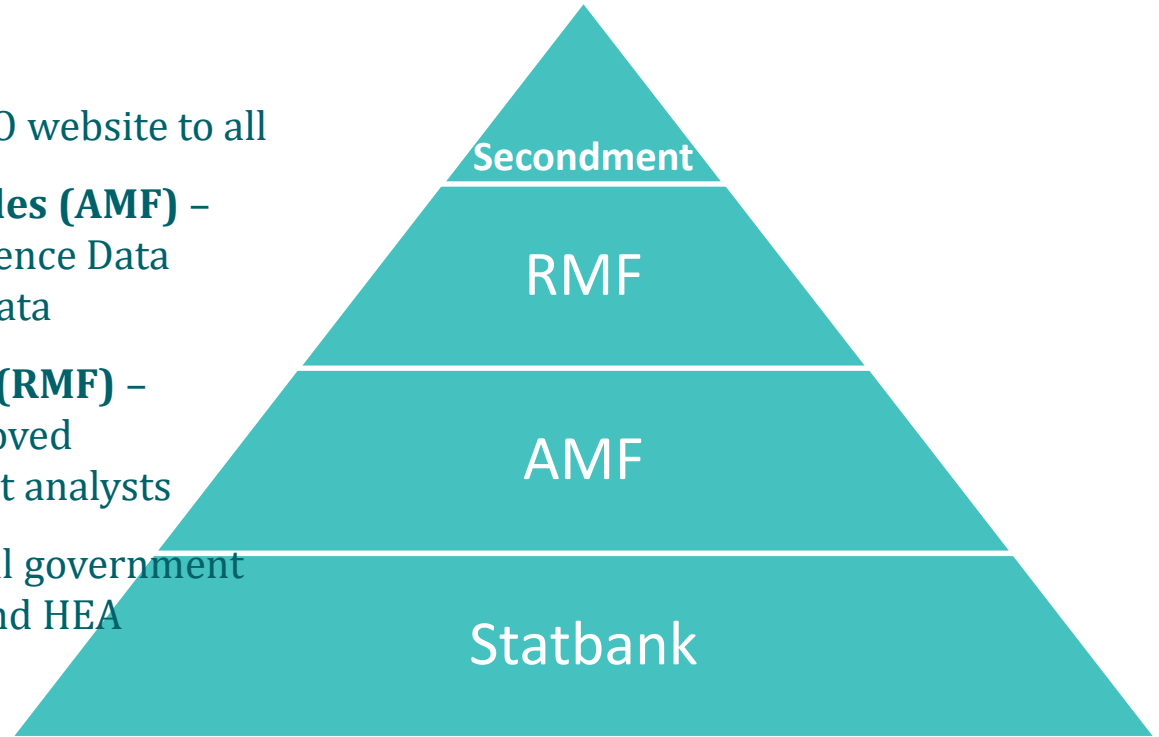 O website to all
les (AMF) –
ence Data
ata
(RMF) –
oved
t analysts
l government
nd HEA
Secondment
RMF
AMF
Statbank